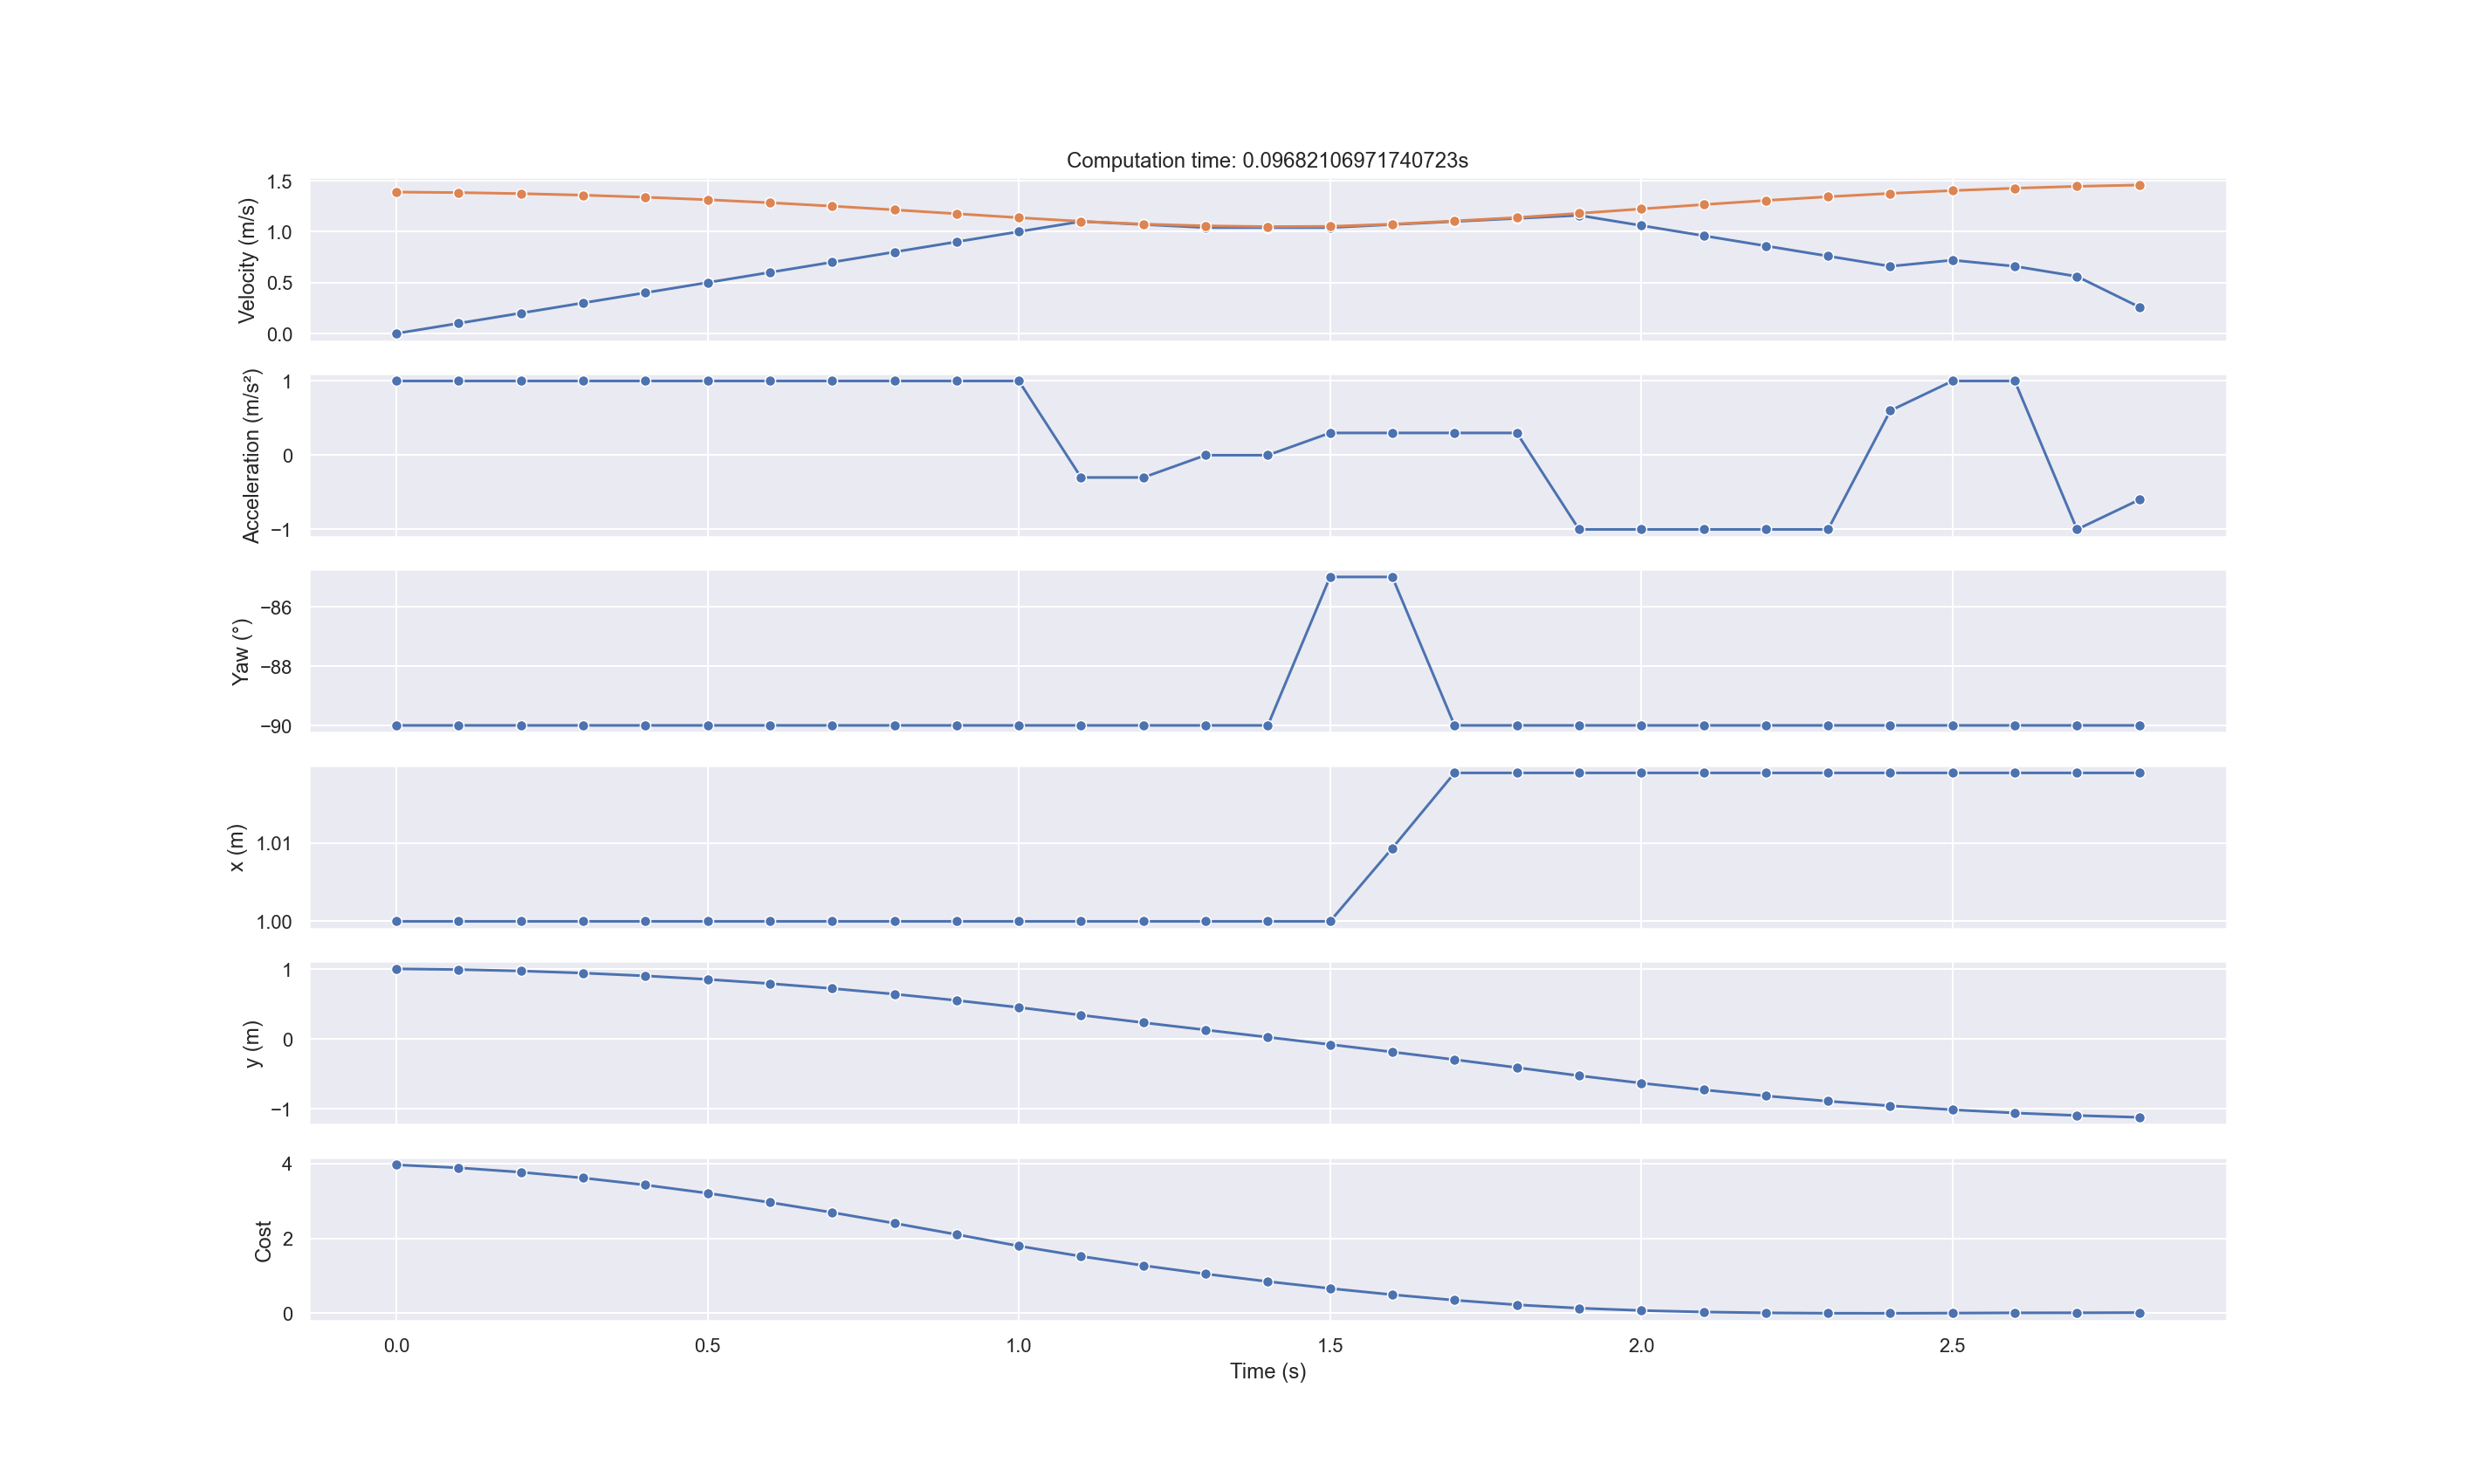 Computation time: 0.09682106971740723s
Velocity (m/s)
1.5
1.0
0.5
0.0
Acceleration (m/s²)
1
0
−1
Yaw (°)
−86
−88
−90
x (m)
1.01
1.00
y (m)
1
0
−1
Cost
4
2
0
0.0 0.5 1.0 1.5 2.0 2.5
Time (s)